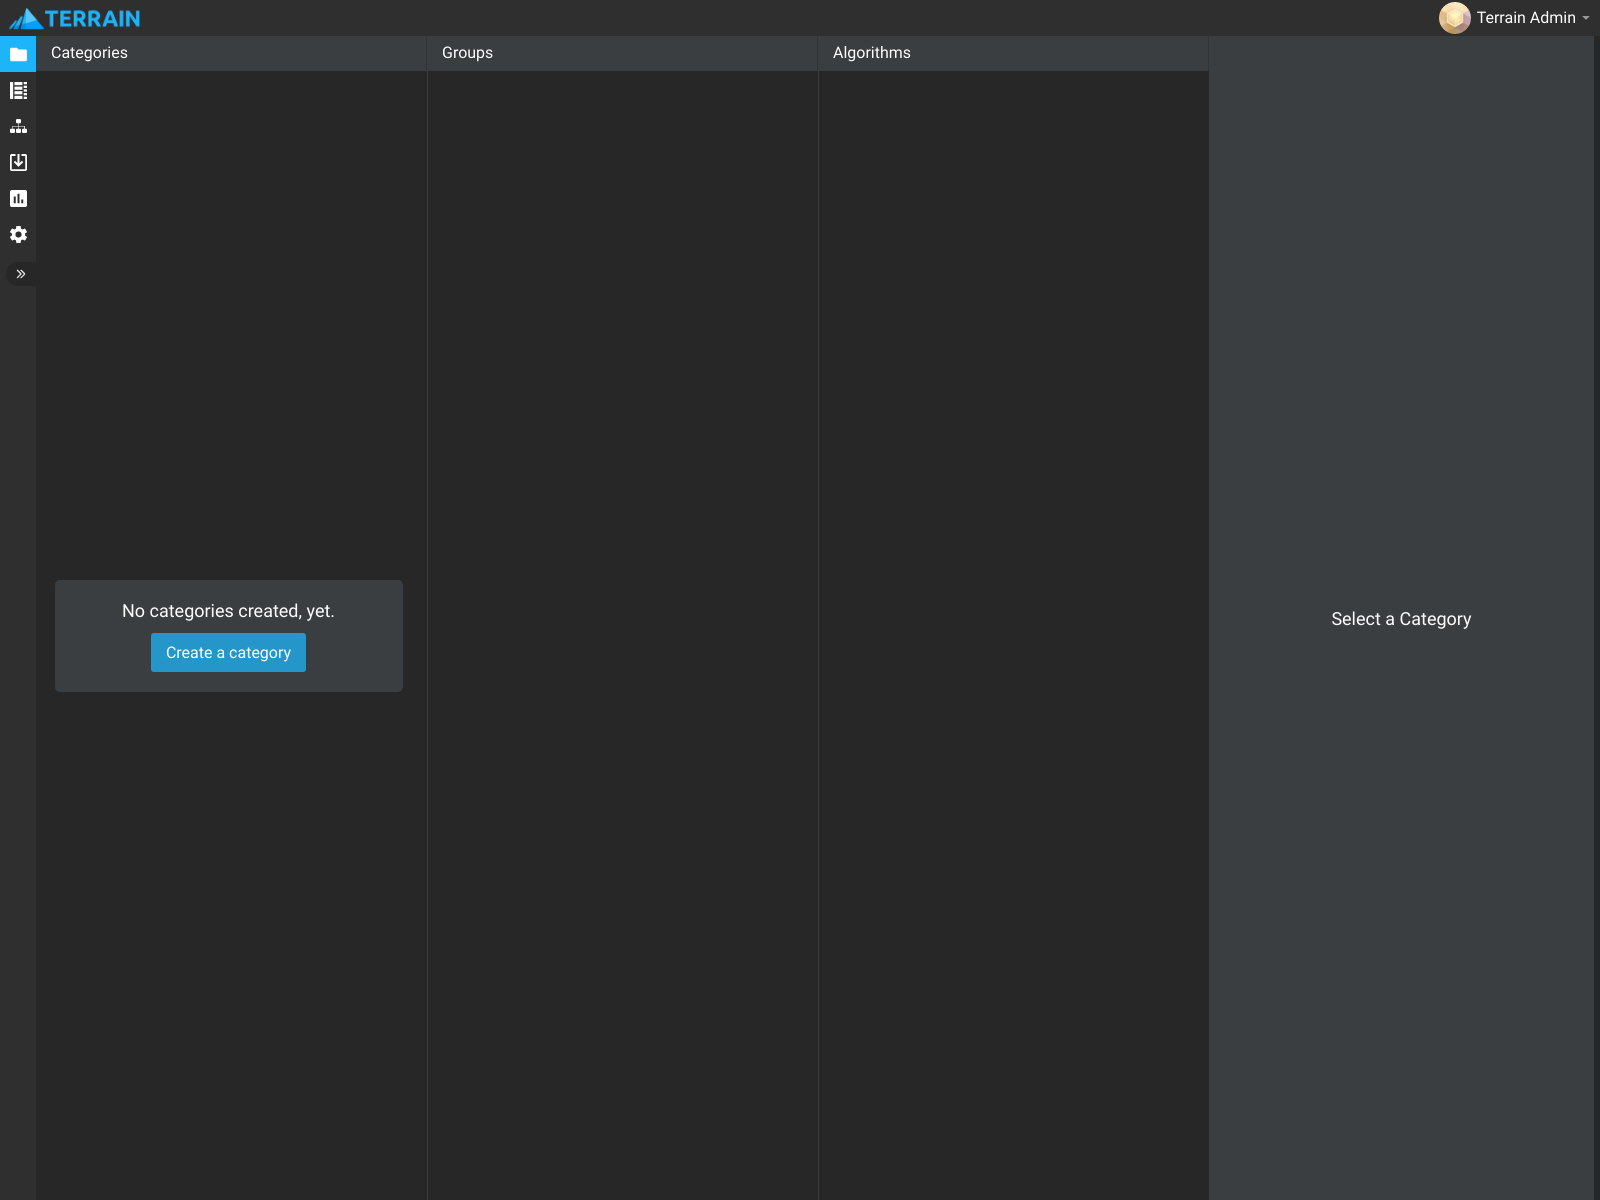 TERRAIN
Terrain Admin
Categories
Groups
Algorithms
No categories created, yet.
Create a category
Select a Category